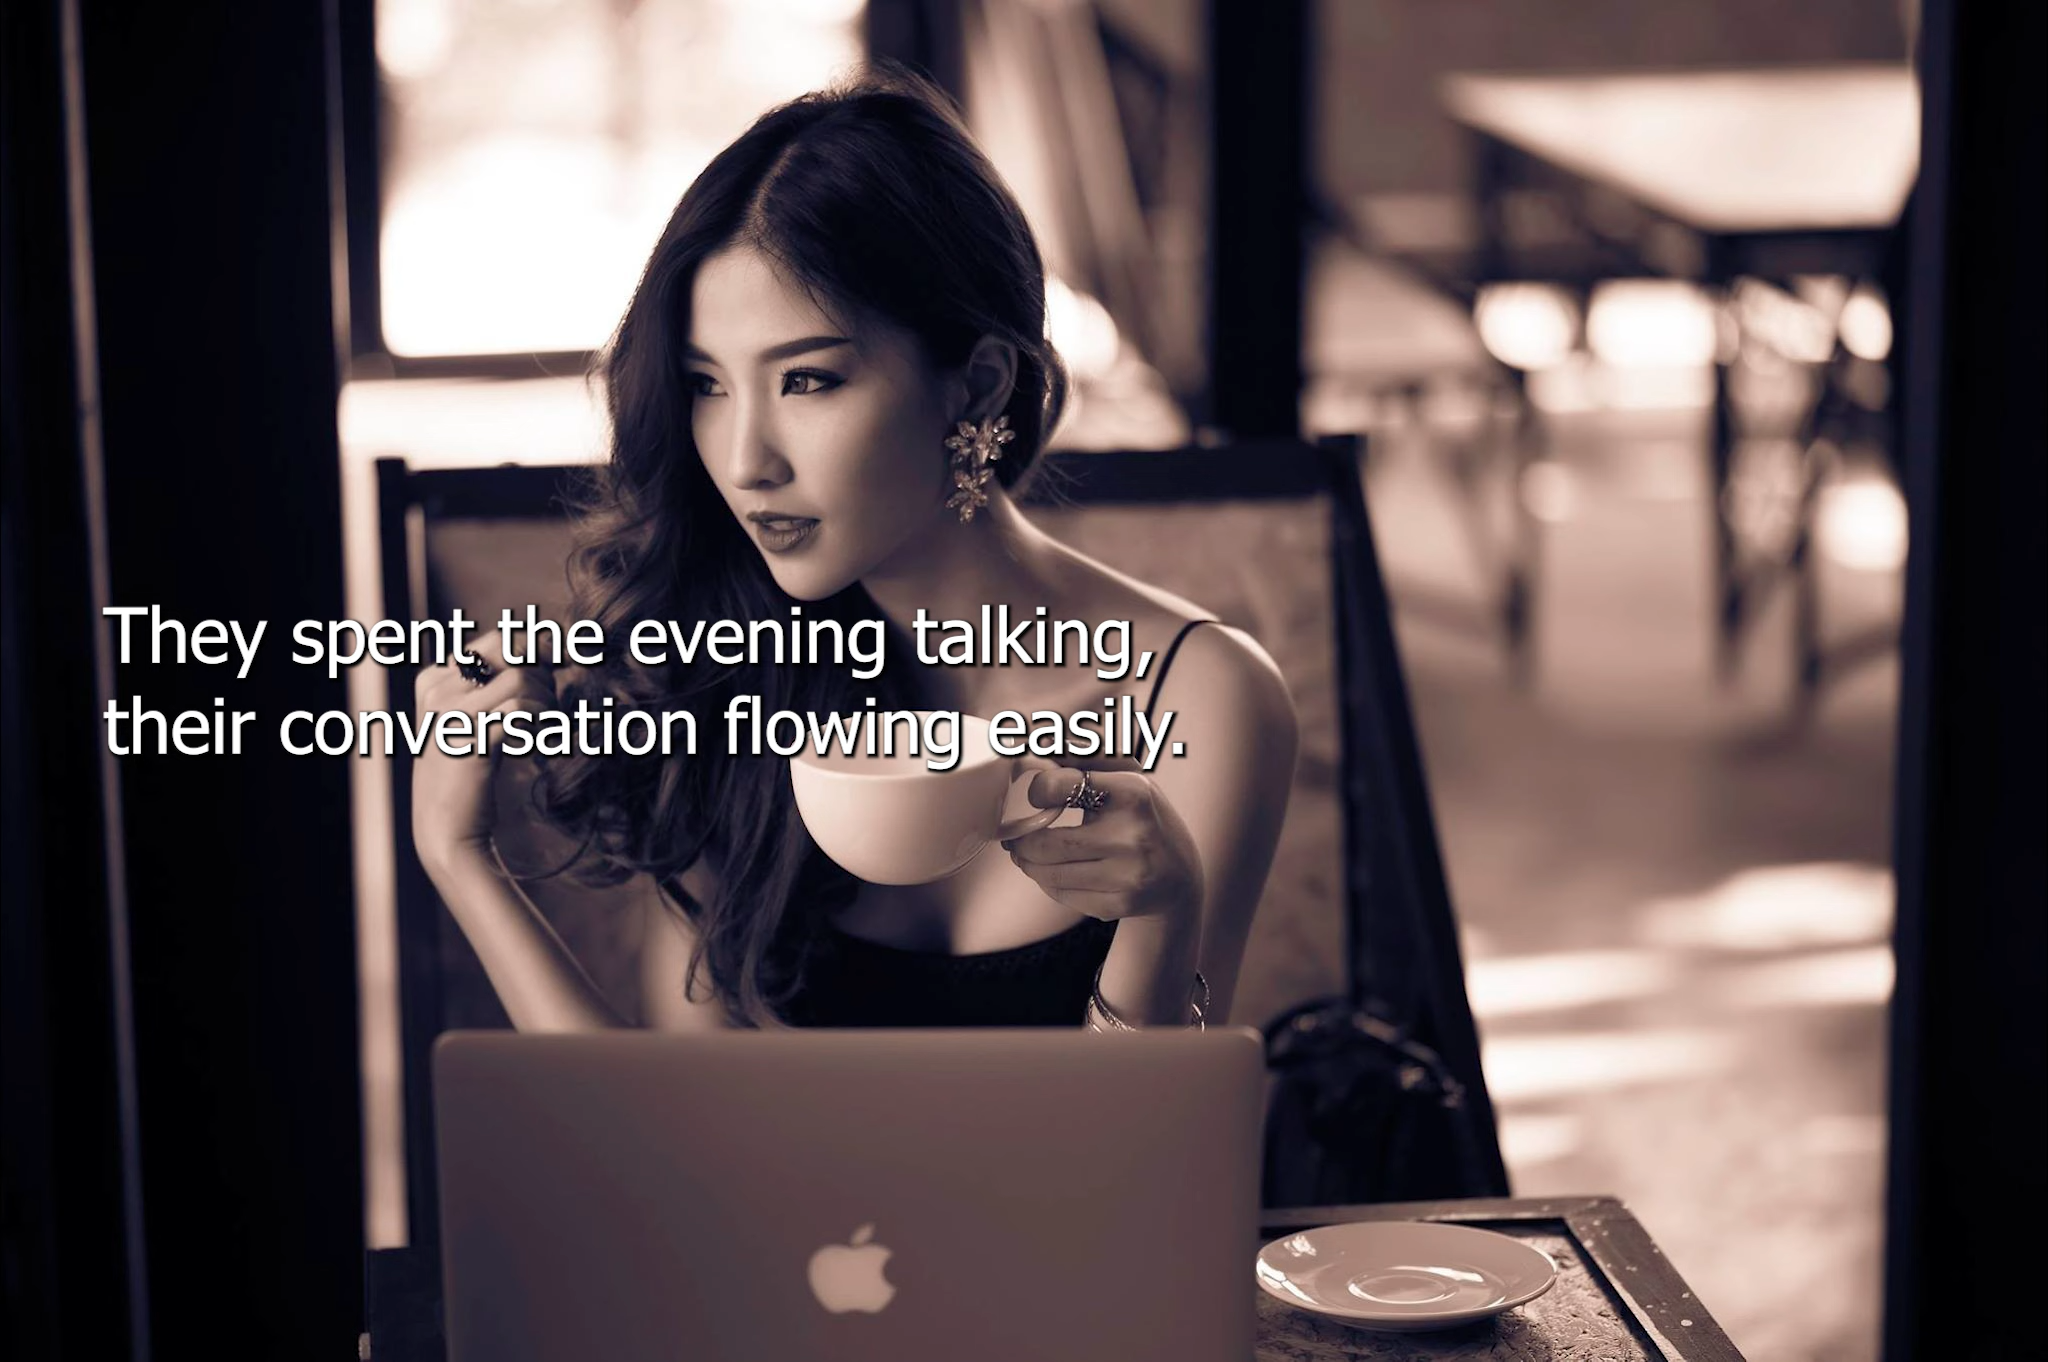 They spent the evening talking,
their conversation flowing easily.